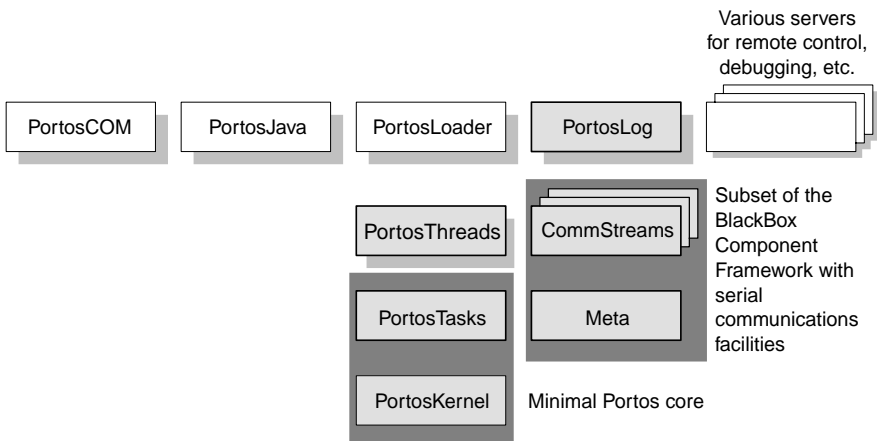 Various servers
for remote control,
debugging, etc.
PortosCOM
PortosJava
PortosLoader
PortosLog
PortosThreads
CommStreams
Subset of the
BlackBox
Component
Framework with
serial
communications
facilities
PortosTasks
Meta
PortosKernel
Minimal Portos core